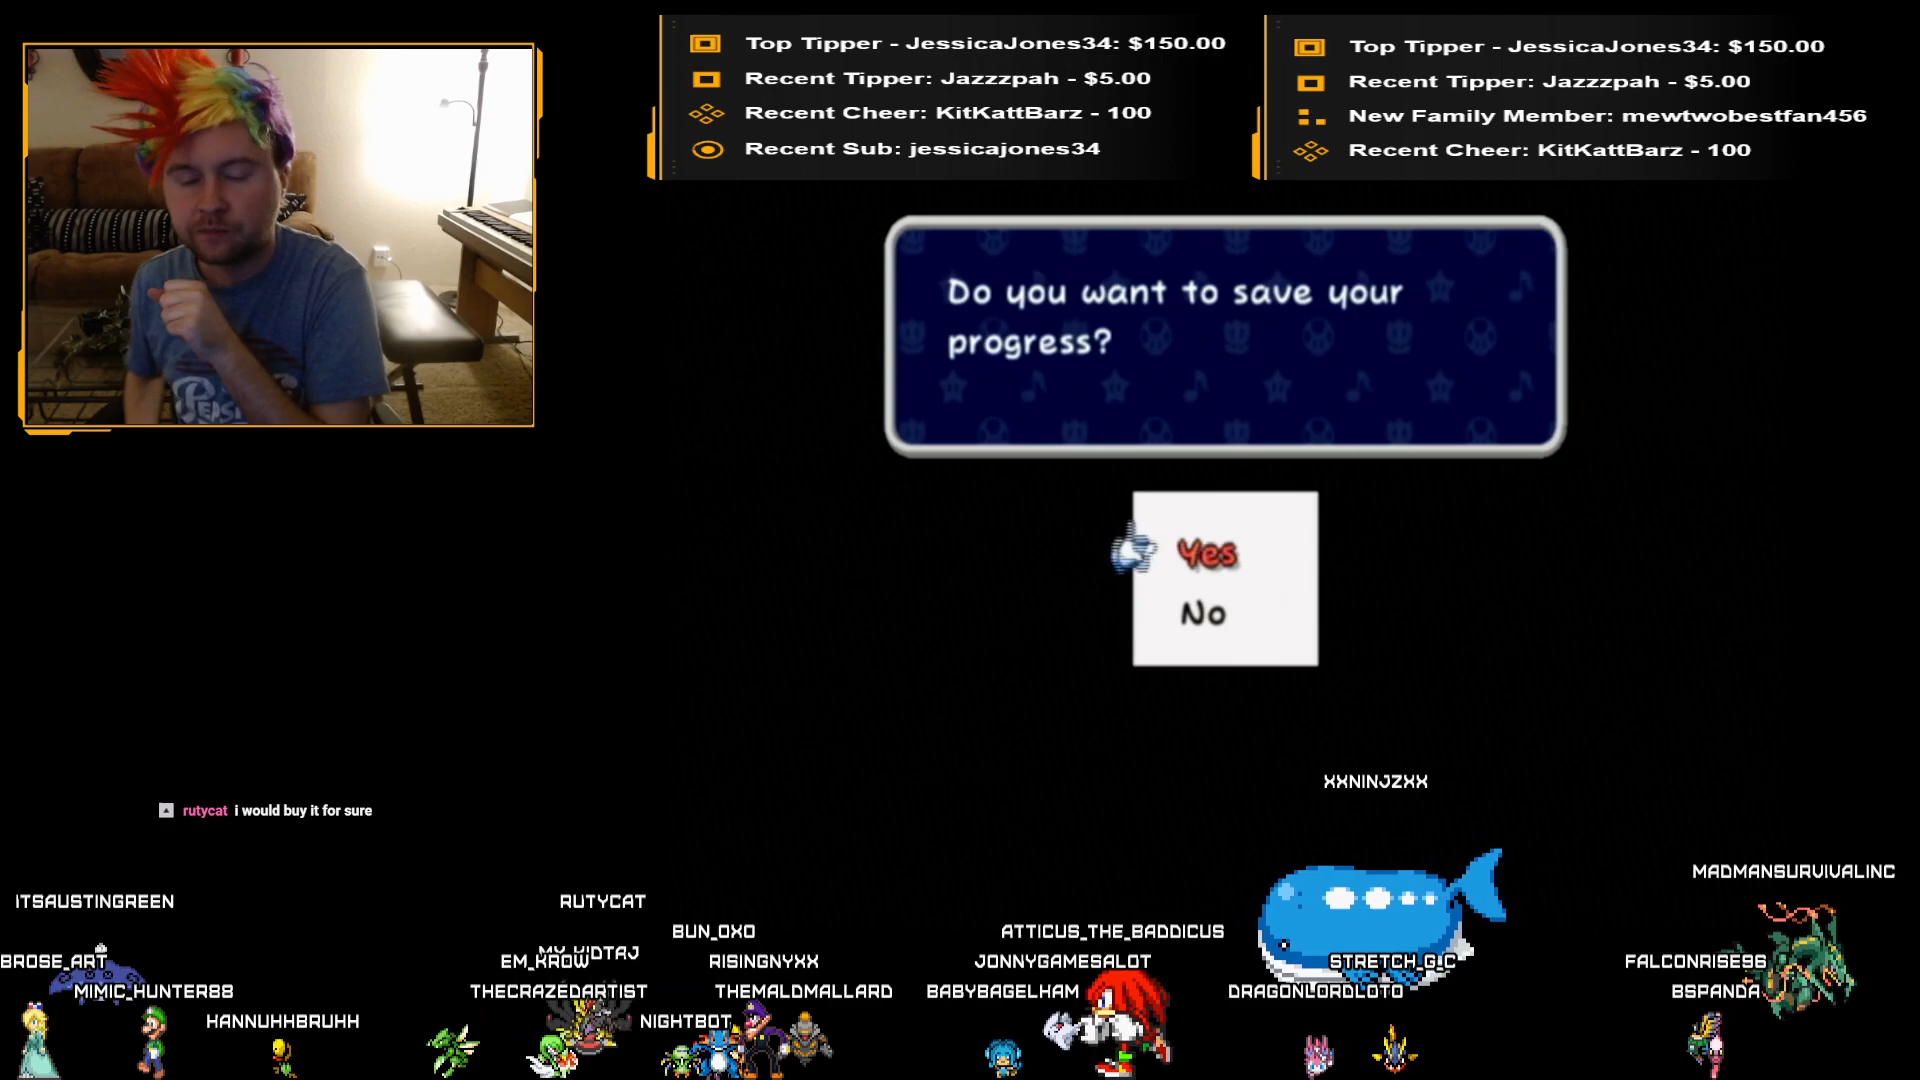 Top Tipper - JessicaJones34: $150.00
Recent Tipper: Jazzzpah - $5.00
Recent Cheer: KitKattBarz - 100
Recent Sub: jessicajones34
Top Tipper - JessicaJones34: $150.00
Recent Tipper: Jazzzpah - $5.00
New Family Member: mewtwobestfan456
Recent Cheer: KitKattBarz - 100
Do you want to save your
progress?
Yes
No
PEPSI
rutycat i would buy it for sure
XXNINJZXX
MADMANSURVIVALINC
ITSAUSTINGREEN
RUTYCAT
BUN_OXO
ATTICUS_THE_BADDICUS
BROSE_ART
EM_KROW
RISINGNYXX
JONNYGAMESALOT
STRETCH_G_C
FALCONRISE96
MIMIC_HUNTER88
THECRAZEDARTIST
THEMALDMALLARD
BABYBAGELHAM
DRAGONLORDLOTO
BSPANDA
HANNUHHBRUHH
NIGHTBOT